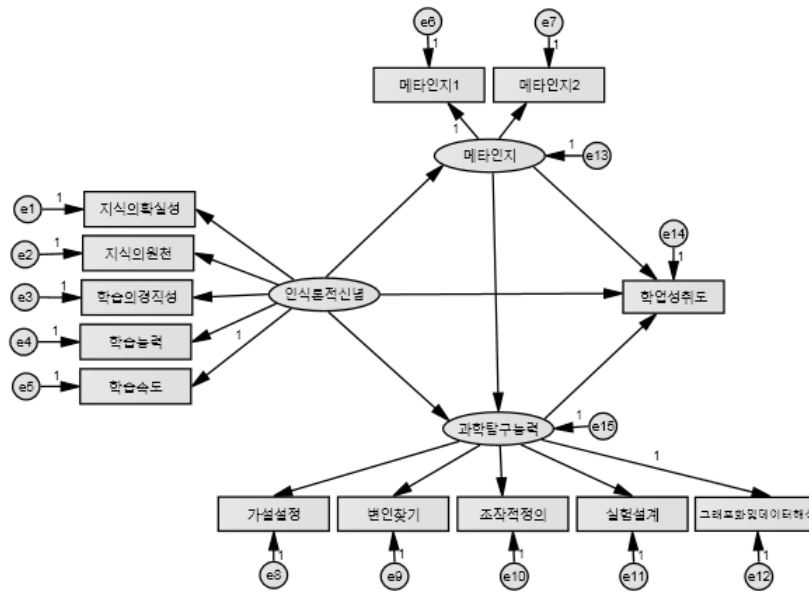 e6
e7
1
1
메타인지1
메타인지2
1
메타인지
1
e13
e1
1
지식의확실성
e2
1
지식의원천
e3
1
학습의경직성
e4
1
학습능력
e5
1
학습속도
1
인식론적신념
e14
1
학업성취도
과학탐구능력
1
e15
1
가설설정
변인찾기
조작적정의
실험설계
그래프화및데이터해석
1
1
1
1
1
e8
e9
e10
e11
e12